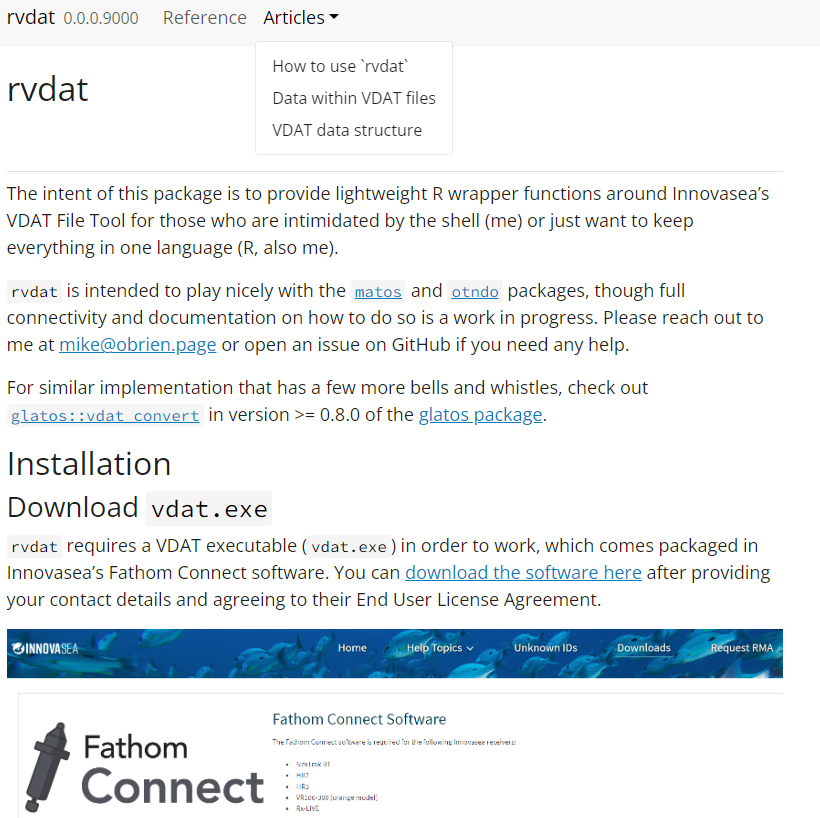 rvdat 0.0.0.9000 Reference Articles
How to use `rvdat`
Data within VDAT files
VDAT data structure
rvdat
The intent of this package is to provide lightweight R wrapper functions around Innovasea’s
VDAT File Tool for those who are intimidated by the shell (me) or just want to keep
everything in one language (R, also me).
rvdat is intended to play nicely with the matos and otndo packages, though full
connectivity and documentation on how to do so is a work in progress. Please reach out to
me at mike@obrien.page or open an issue on GitHub if you need any help.
For similar implementation that has a few more bells and whistles, check out
glatos::vdat_convert in version >= 0.8.0 of the glatos package.
Installation
Download vdat.exe
rvdat requires a VDAT executable (vdat.exe) in order to work, which comes packaged in
Innovasea’s Fathom Connect software. You can download the software here after providing
your contact details and agreeing to their End User License Agreement.
INNOVASEA Home Help Topics Unknown IDs Downloads Request RMA
Fathom Connect Software
The Fathom Connect software is required for the following Innovasea receivers:
Fathom
Connect
NexTrak R1
HR2
HR3
VR100-300 (orange model)
Rx-LIVE